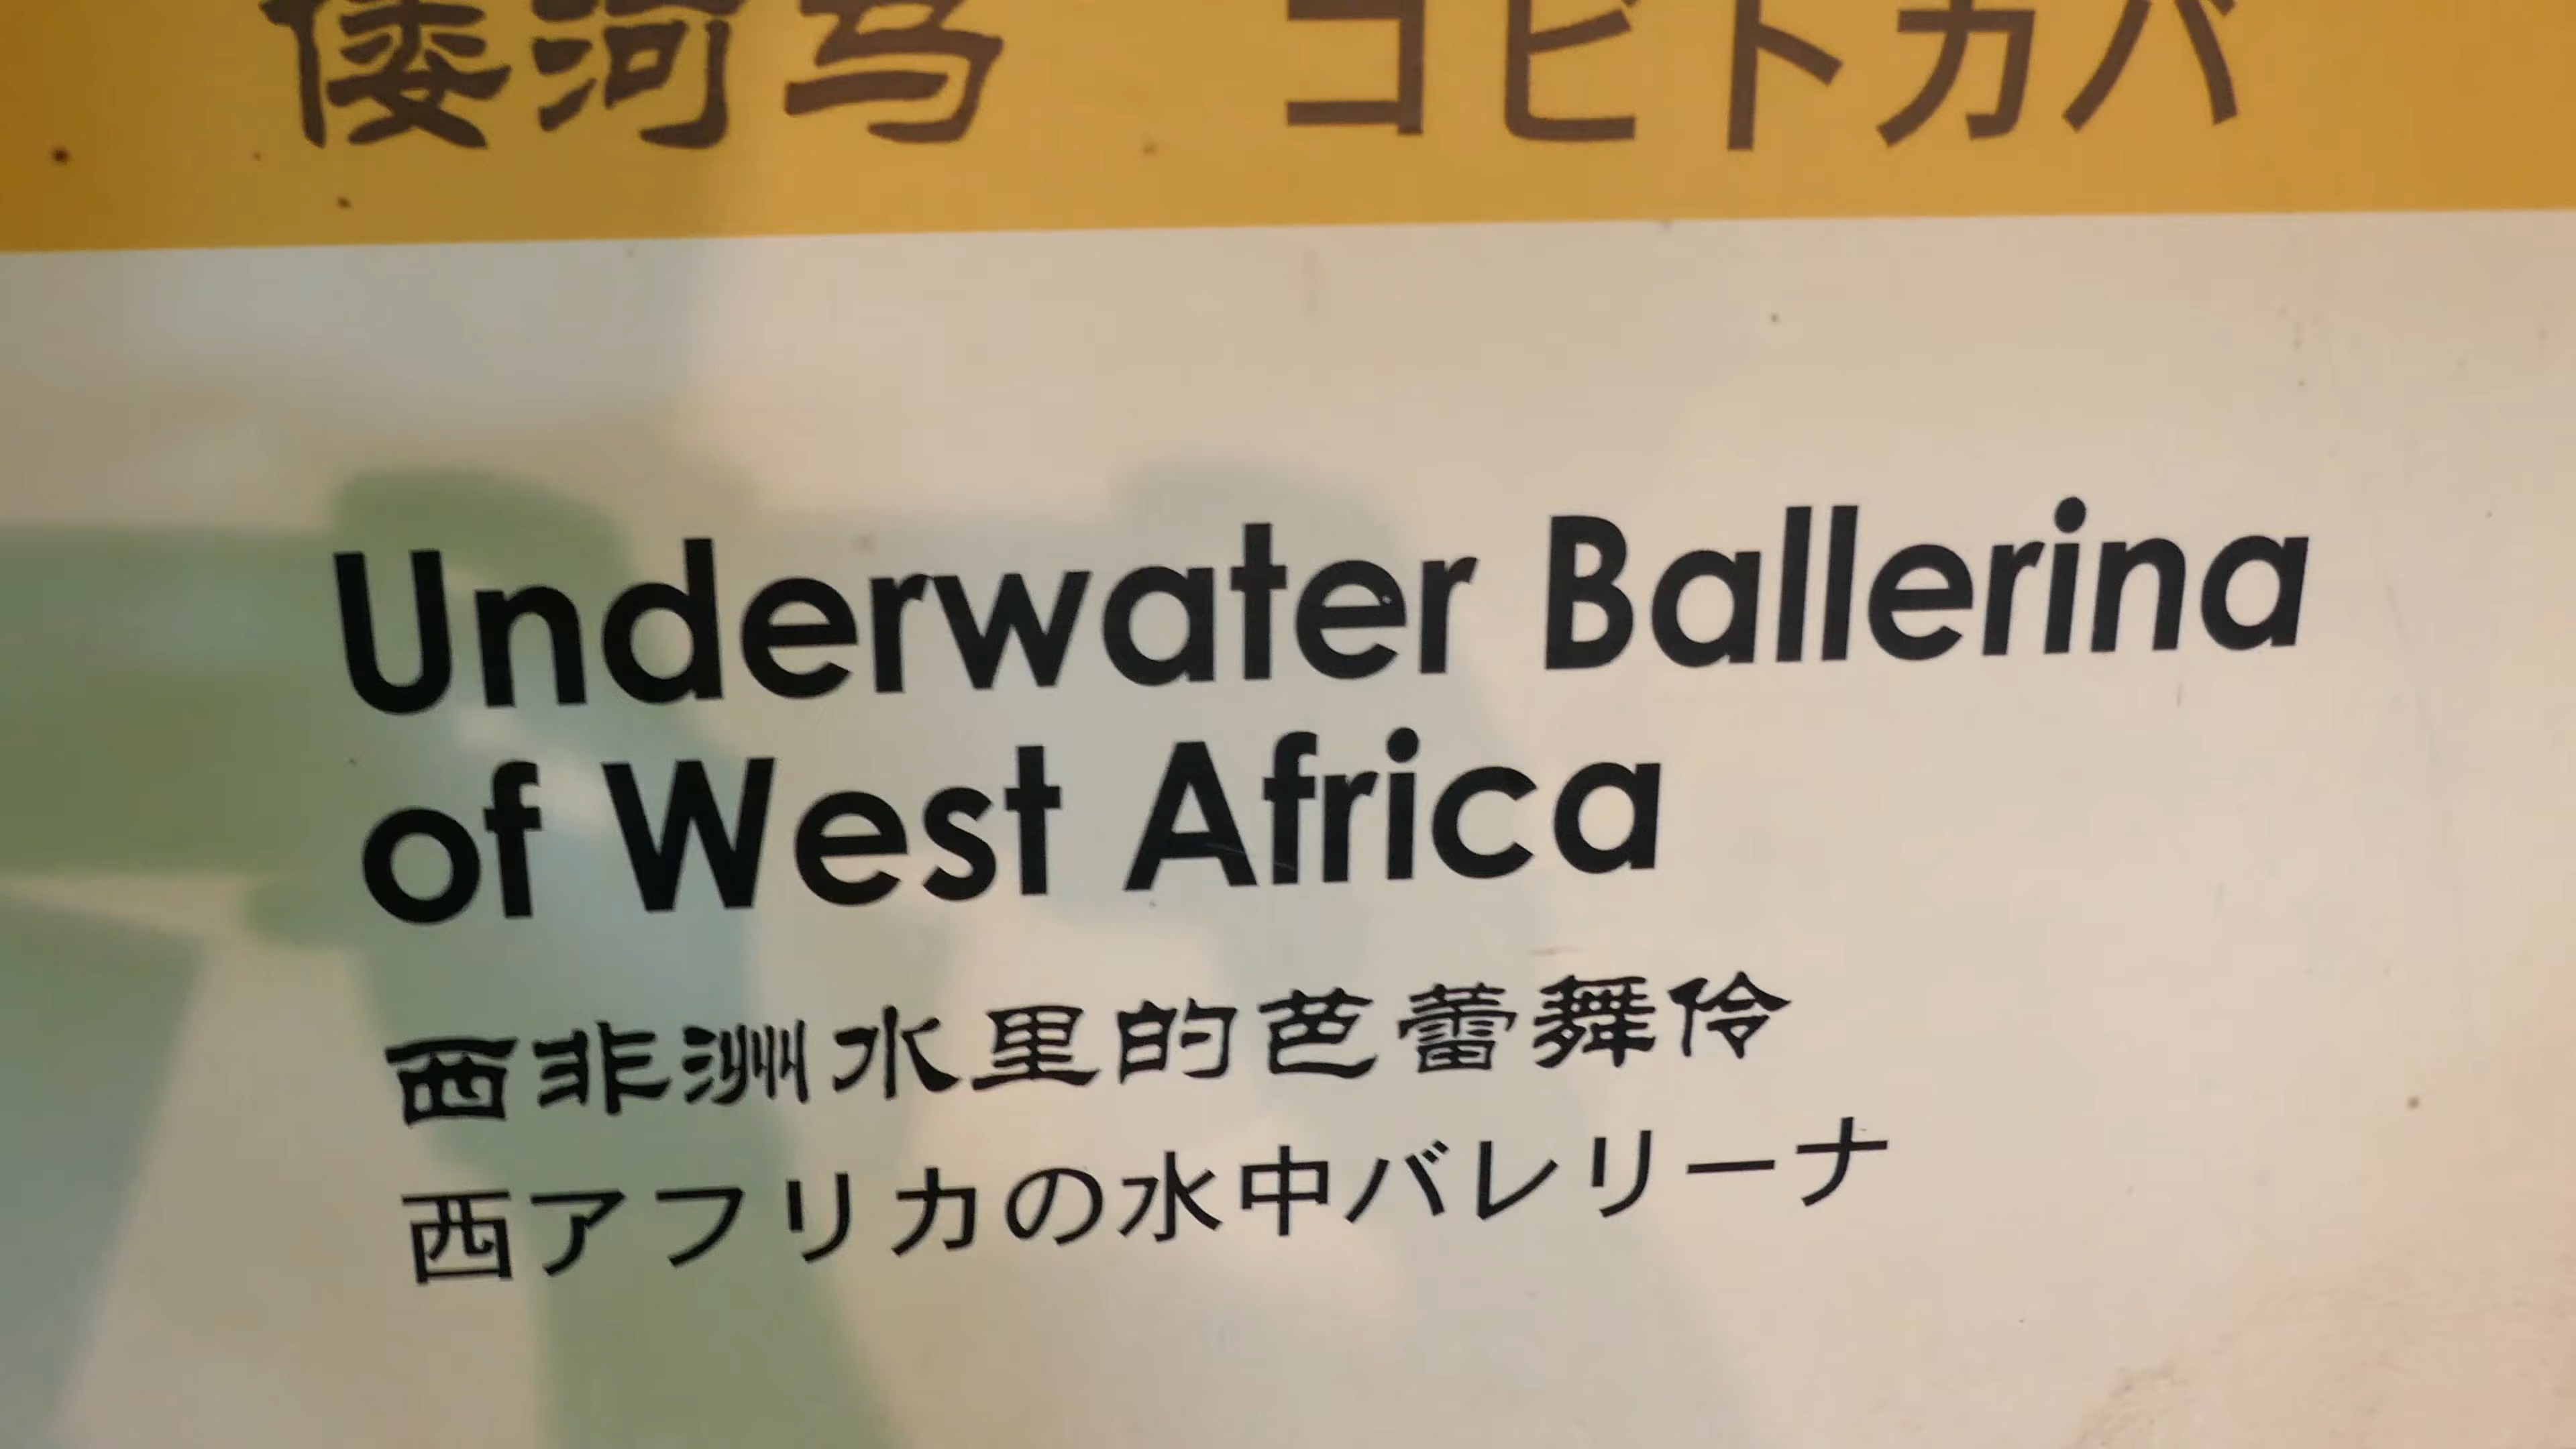 倭河马 コビトカバ
Underwater Ballerina
of West Africa
西非洲水里的芭蕾舞伶
西アフリカの水中バレリーナ